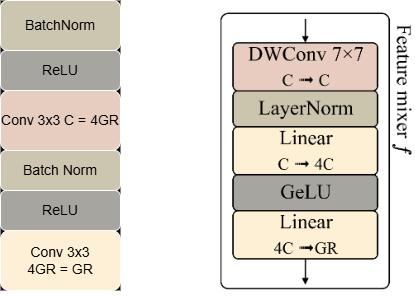 BatchNorm
ReLU
Conv 3x3 C = 4GR
Batch Norm
ReLU
Conv 3x3
4GR = GR
DWConv 7×7
C ⇢ C
LayerNorm
Linear
C ⇢ 4C
GeLU
Linear
4C ⇢ GR
Feature mixer f